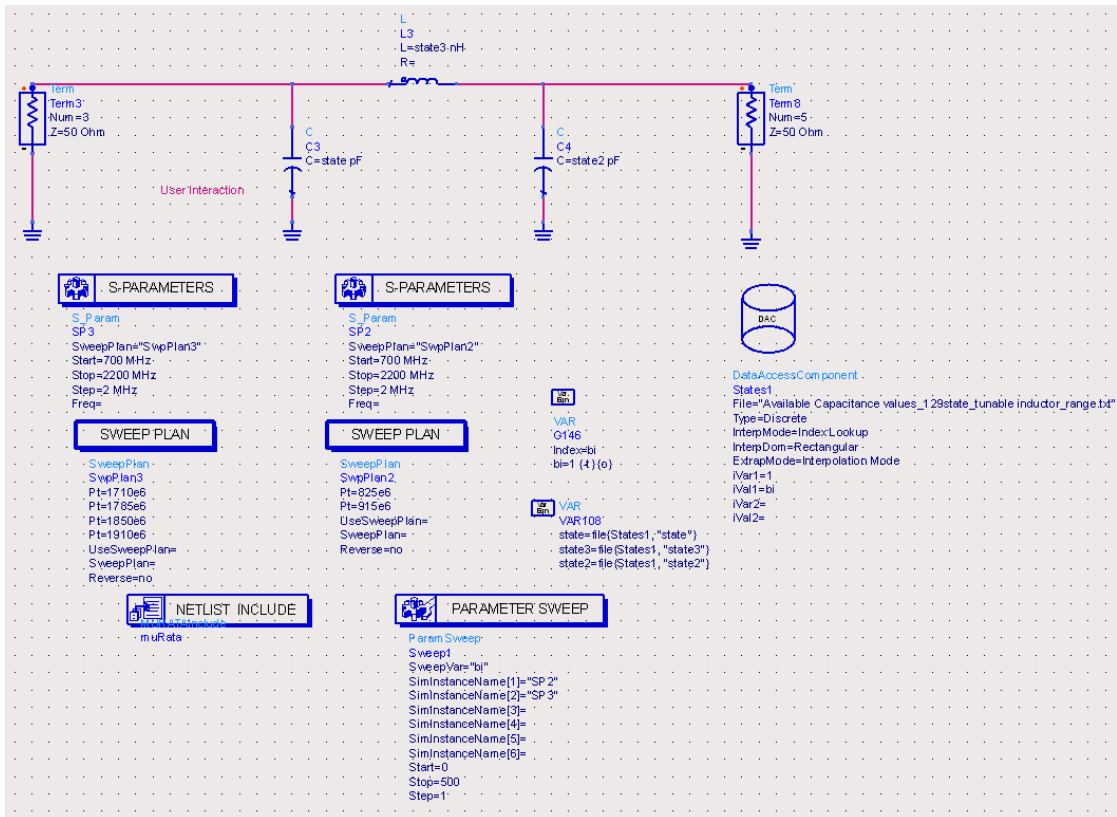 L
L3
L=state3 nH
R=
Term
Term3
Num=3
Z=50 Ohm
C
C3
C=state pF
C
C4
C=state2 pF
Term
Term8
Num=5
Z=50 Ohm
User Interaction
S-PARAMETERS
S_Param
SP3
SweepPlan="SwpPlan3"
Start=700 MHz
Stop=2200 MHz
Step=2 MHz
Freq=
S-PARAMETERS
S_Param
SP2
SweepPlan="SwpPlan2"
Start=700 MHz
Stop=2200 MHz
Step=2 MHz
Freq=
DAC
DataAccessComponent
States1
File="Available Capacitance values_129state_tunable inductor_range.txt"
Type=Discrete
InterpMode=Index Lookup
InterpDom=Rectangular
ExtrapMode=Interpolation Mode
iVar1=1
iVal1=bi
iVar2=
iVal2=
SWEEP PLAN
SweepPlan
SwpPlan3
Pt=1710e6
Pt=1785e6
Pt=1850e6
Pt=1910e6
UseSweepPlan=
SweepPlan=
Reverse=no
SWEEP PLAN
SweepPlan
SwpPlan2
Pt=825e6
Pt=915e6
UseSweepPlan=
SweepPlan=
Reverse=no
Var
Eqn
VAR
G146
Index=bi
bi=1 {-t} {o}
Var
Eqn
VAR
VAR108
state=file{States1, "state"}
state3=file{States1, "state3"}
state2=file{States1, "state2"}
NETLIST INCLUDE
MURATAInclude
muRata
PARAMETER SWEEP
ParamSweep
Sweep1
SweepVar="bi"
SimInstanceName[1]="SP2"
SimInstanceName[2]="SP3"
SimInstanceName[3]=
SimInstanceName[4]=
SimInstanceName[5]=
SimInstanceName[6]=
Start=0
Stop=500
Step=1